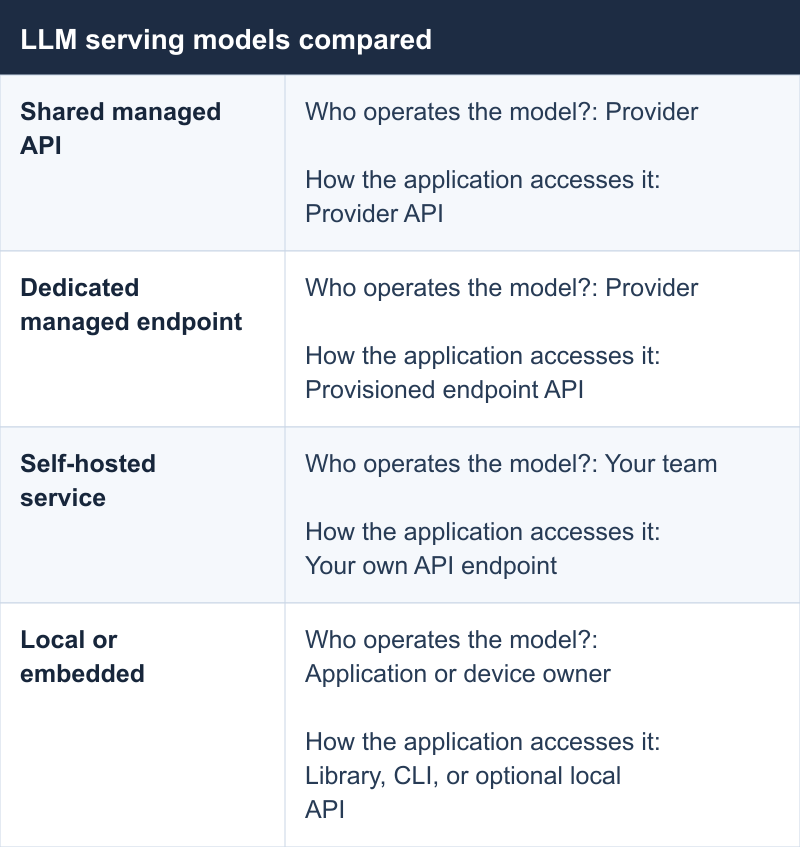 LLM serving models compared
Shared managed
API
Who operates the model?: Provider
How the application accesses it:
Provider API
Dedicated
managed endpoint
Who operates the model?: Provider
How the application accesses it:
Provisioned endpoint API
Self-hosted
service
Who operates the model?: Your team
How the application accesses it:
Your own API endpoint
Local or
embedded
Who operates the model?:
Application or device owner
How the application accesses it:
Library, CLI, or optional local
API